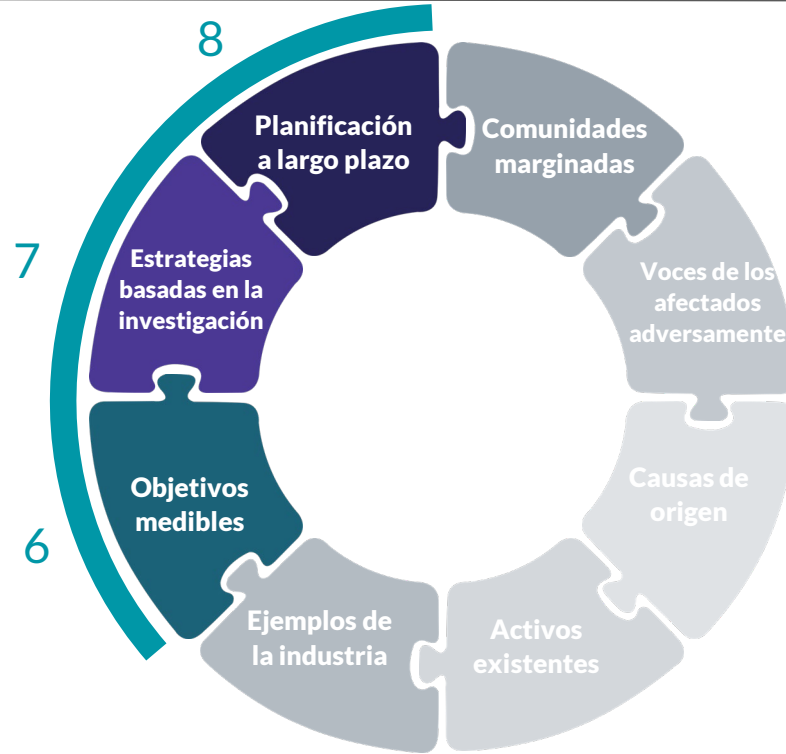 8
Planificación
a largo plazo
Comunidades
marginadas
7
Estrategias
basadas en la
investigación
Voces de los
afectados
adversamente
6
Objetivos
medibles
Causas de
origen
Ejemplos de
la industria
Activos
existentes